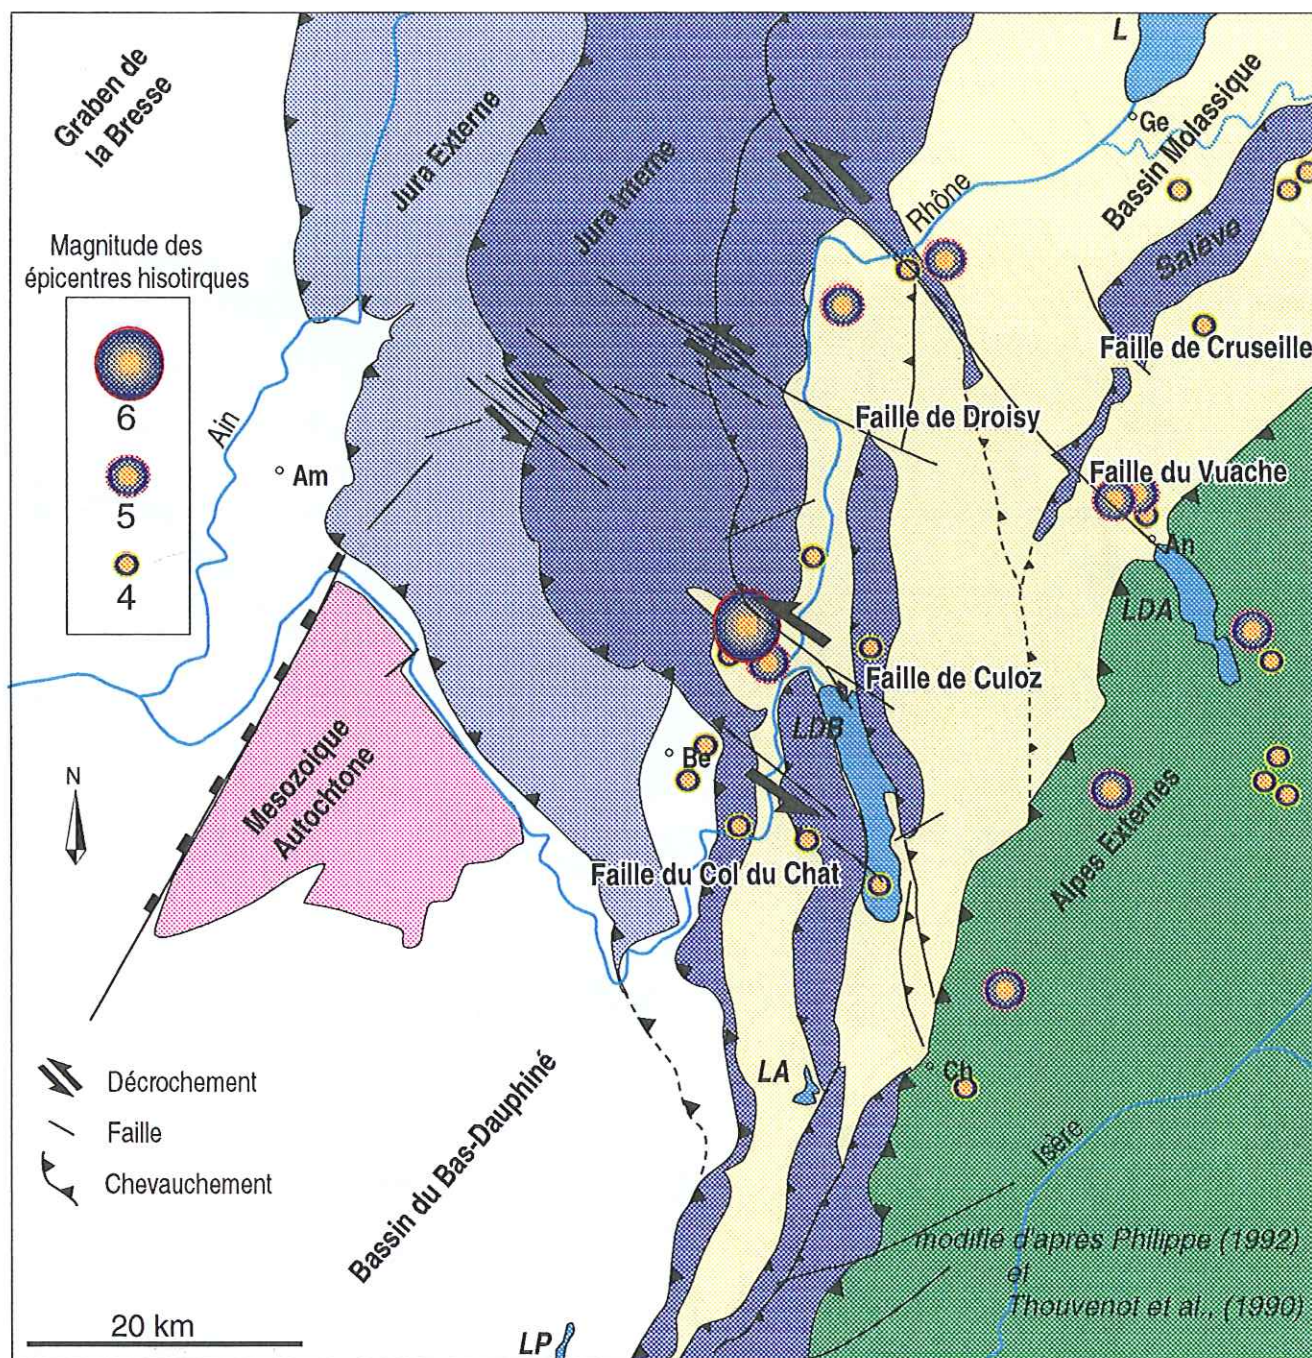 L
Graben de
la Bresse
Jura Externe
Jura Interne
Ge
Bassin Molassique
Rhône
Salève
Magnitude des
épicentres hisotirques
6
5
4
Ain
Am
Faille de Cruseille
Faille de Droisy
Faille du Vuache
An
LDA
Mesozoique
Autochtone
N
Faille de Culoz
LDB
Be
Faille du Col du Chat
Alpes Externes
Décrochement
Faille
Chevauchement
LA
Ch
Isère
Bassin du Bas-Dauphiné
modifié d'après Philippe (1992)
et
Thouvenot et al., (1990)
20 km
LP